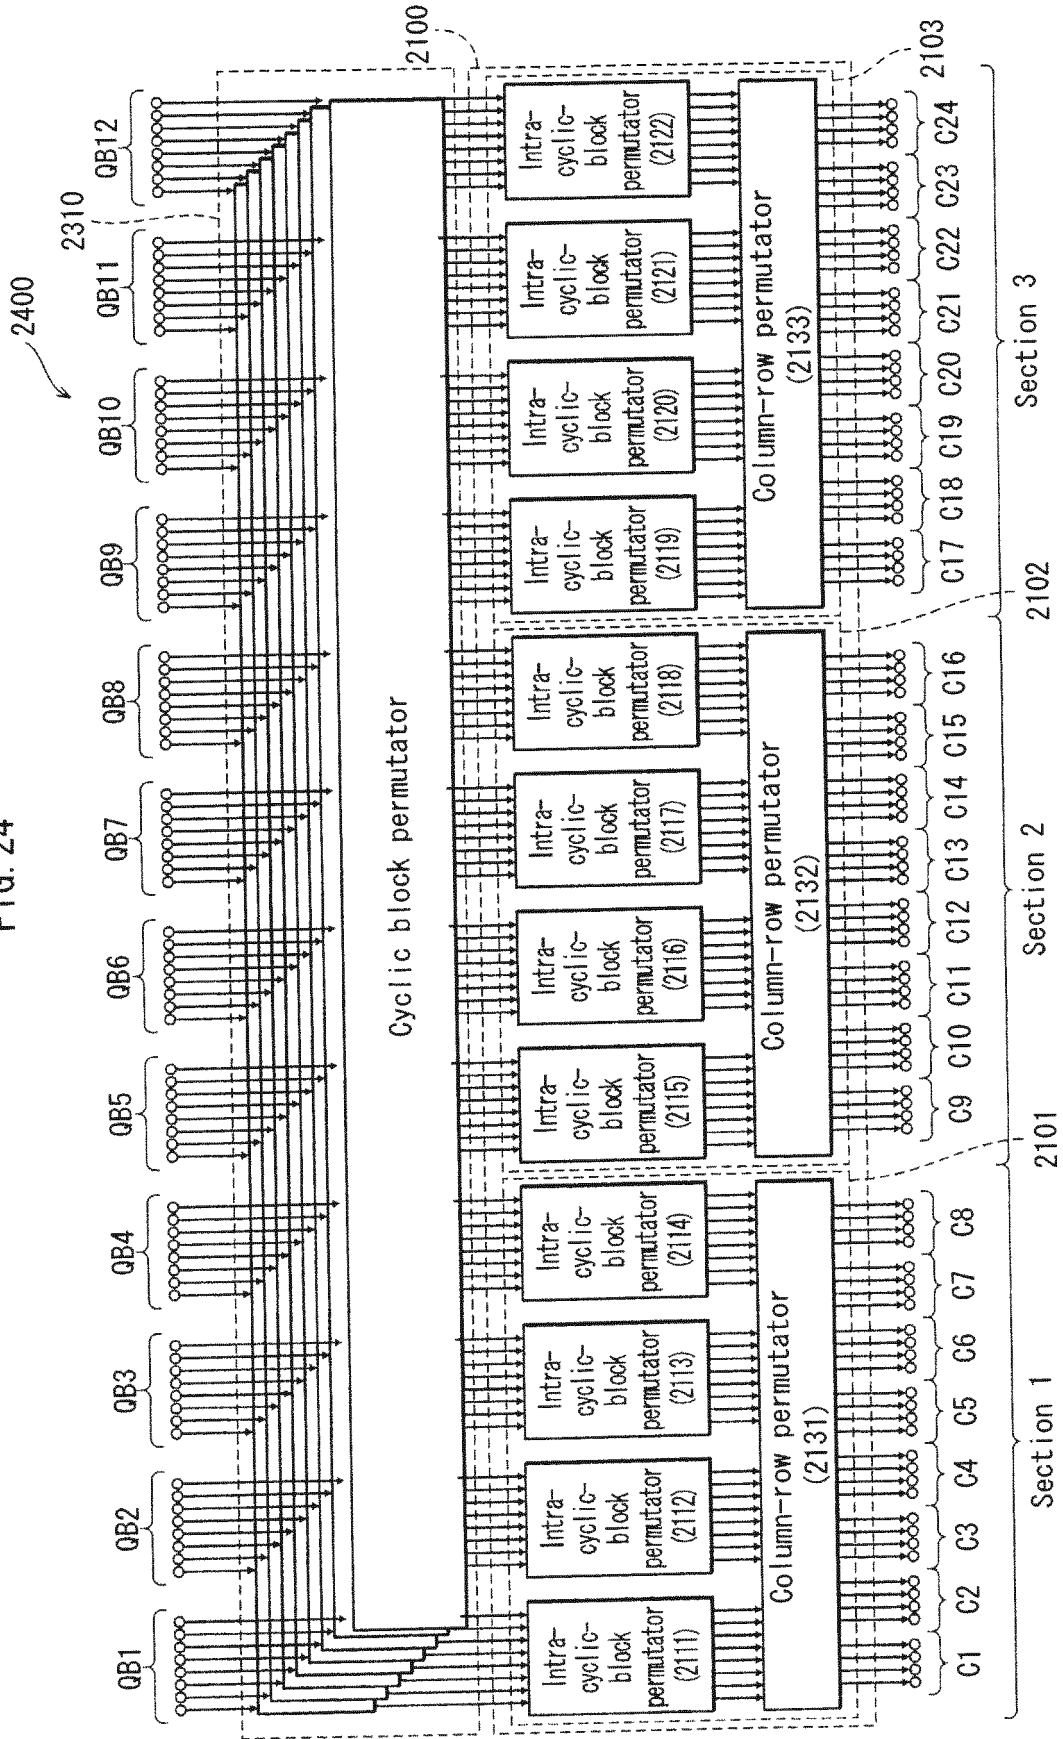 FIG. 24
2400
2310
QB1 QB2 QB3 QB4 QB5 QB6 QB7 QB8 QB9 QB10 QB11 QB12
Cyclic block permutator
2100
Intra-
cyclic-
block
permutator
(2111)
Intra-
cyclic-
block
permutator
(2112)
Intra-
cyclic-
block
permutator
(2113)
Intra-
cyclic-
block
permutator
(2114)
Intra-
cyclic-
block
permutator
(2115)
Intra-
cyclic-
block
permutator
(2116)
Intra-
cyclic-
block
permutator
(2117)
Intra-
cyclic-
block
permutator
(2118)
Intra-
cyclic-
block
permutator
(2119)
Intra-
cyclic-
block
permutator
(2120)
Intra-
cyclic-
block
permutator
(2121)
Intra-
cyclic-
block
permutator
(2122)
Column-row permutator
(2131)
Column-row permutator
(2132)
Column-row permutator
(2133)
2101
2102
2103
C1 C2 C3 C4 C5 C6 C7 C8 C9 C10 C11 C12 C13 C14 C15 C16 C17 C18 C19 C20 C21 C22 C23 C24
Section 1
Section 2
Section 3